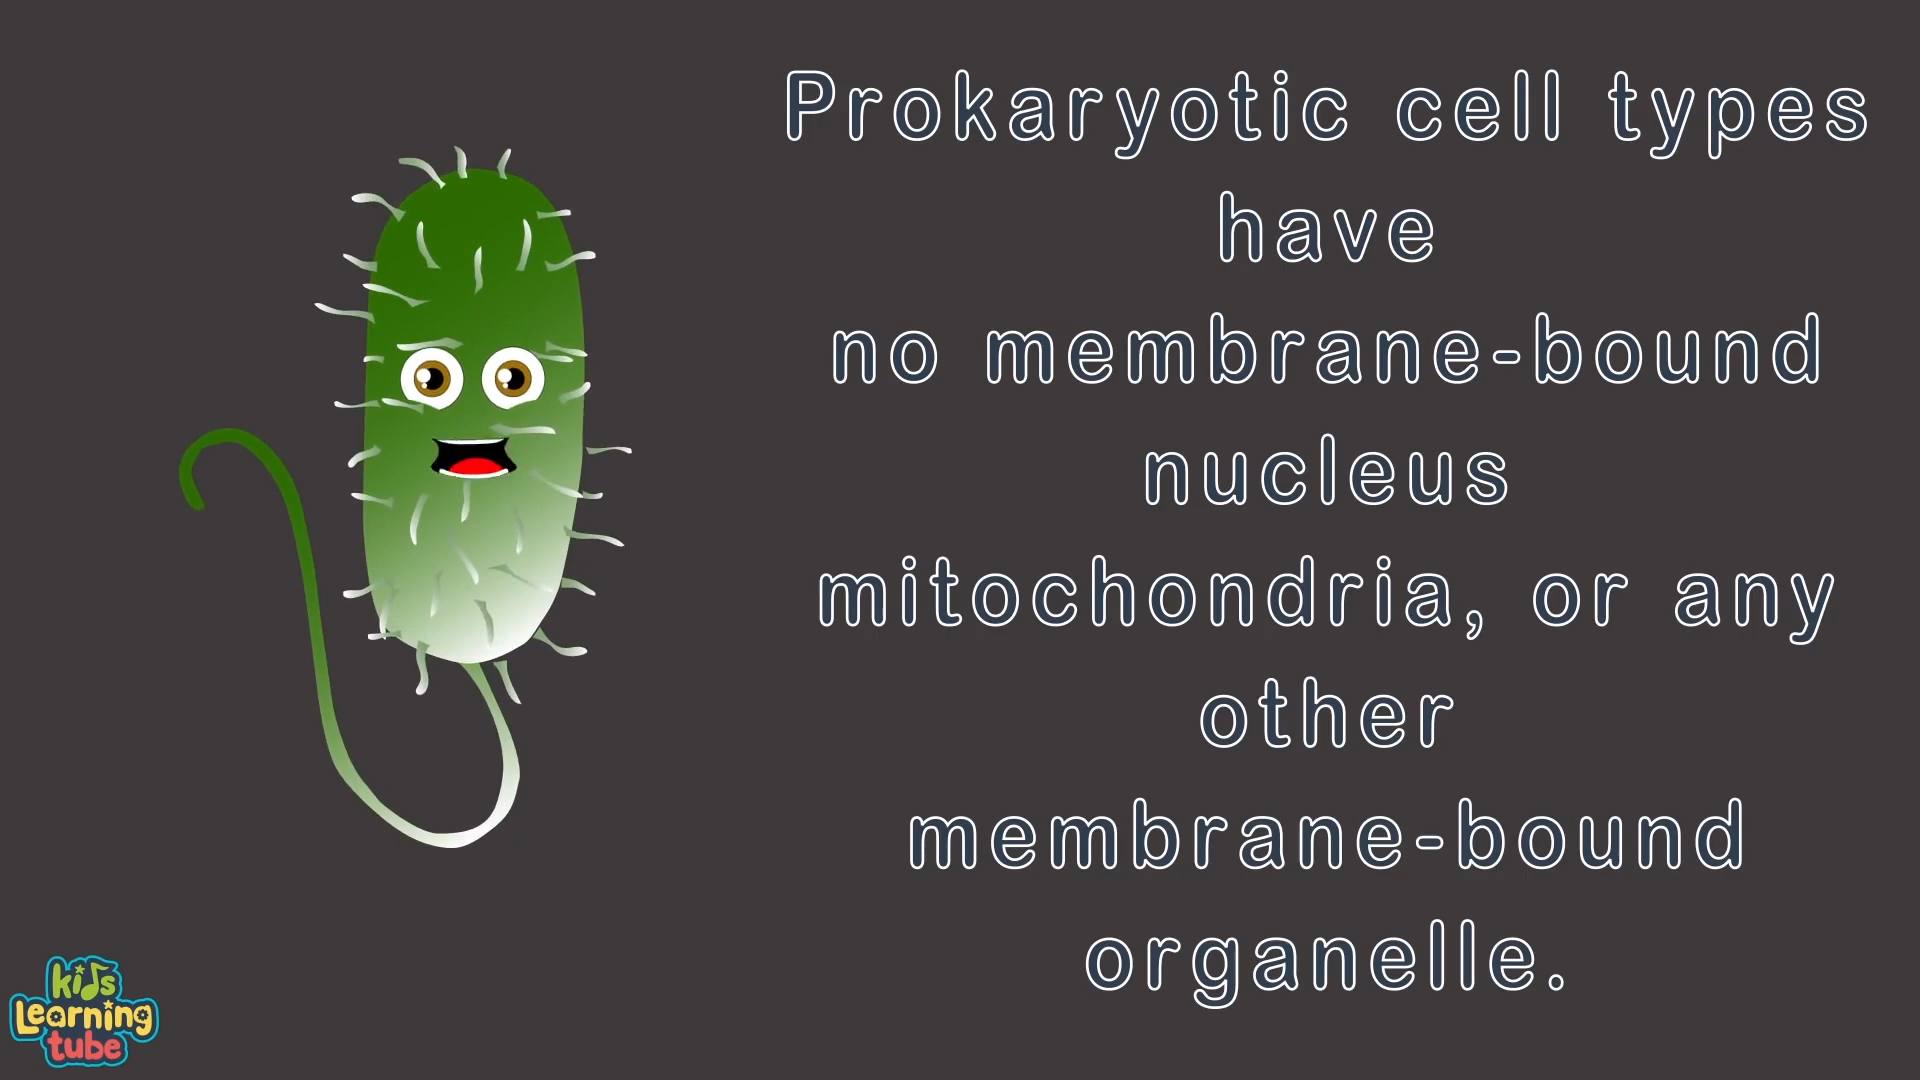 Prokaryotic cell types
have
no membrane-bound
nucleus
mitochondria, or any
other
membrane-bound
organelle.
kids
Learning
tube